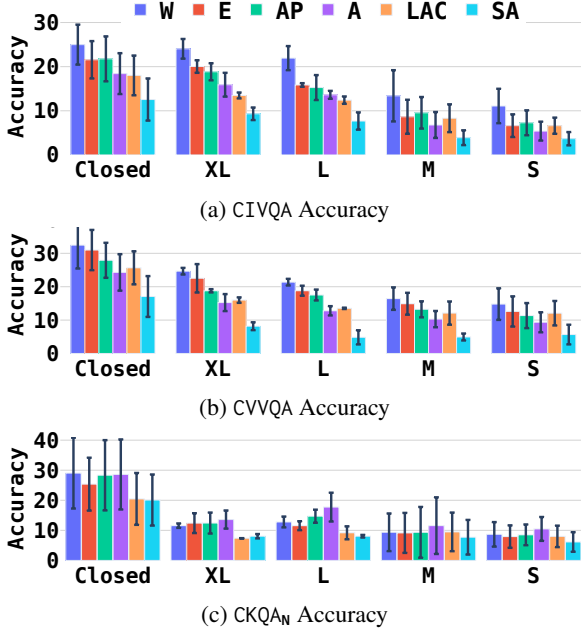 W E AP A LAC SA
30
20
10
0
Accuracy
Closed XL L M S
(a) CIVQA Accuracy
30
20
10
0
Accuracy
Closed XL L M S
(b) CVVQA Accuracy
40
30
20
10
0
Accuracy
Closed XL L M S
(c) CKQA_N Accuracy